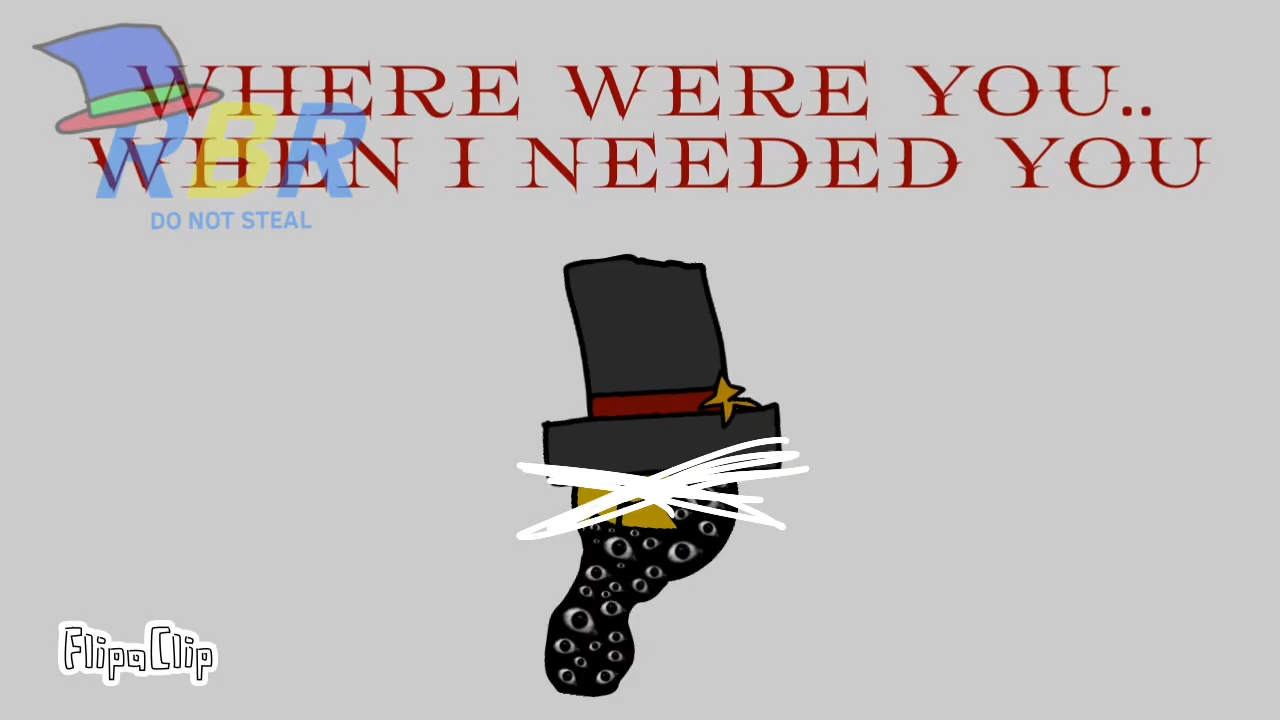 WHERE WERE YOU..
WHEN I NEEDED YOU
RBR
DO NOT STEAL
FlipaClip